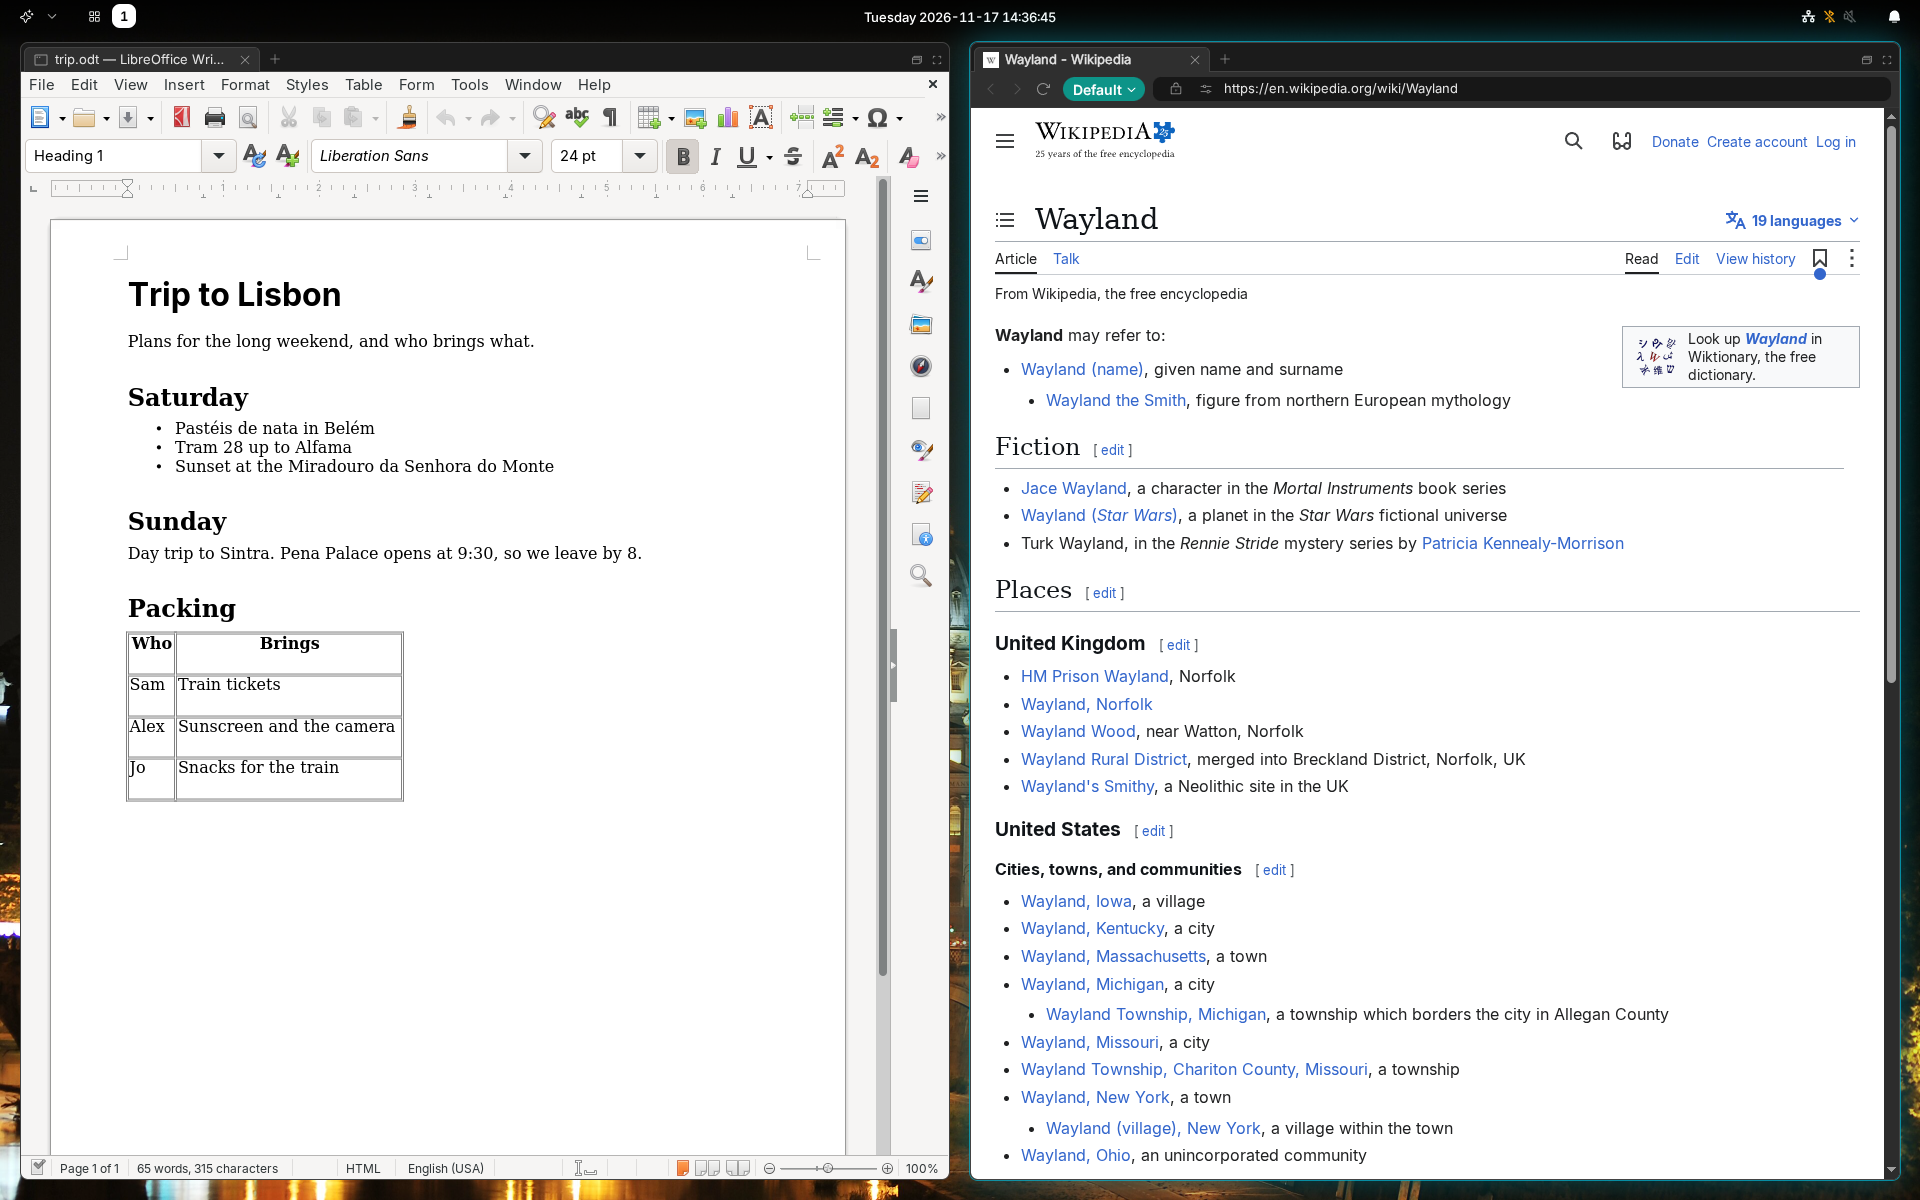 1
Tuesday 2026-11-17 14:36:45
trip.odt — LibreOffice Wri...
File Edit View Insert Format Styles Table Form Tools Window Help
Heading 1
Liberation Sans
24 pt
1 2 3 4 5 6 7
Trip to Lisbon
Plans for the long weekend, and who brings what.
Saturday
• Pastéis de nata in Belém
• Tram 28 up to Alfama
• Sunset at the Miradouro da Senhora do Monte
Sunday
Day trip to Sintra. Pena Palace opens at 9:30, so we leave by 8.
Packing
Who Brings
Sam Train tickets
Alex Sunscreen and the camera
Jo Snacks for the train
Page 1 of 1 65 words, 315 characters HTML English (USA) 100%
Wayland - Wikipedia
Default https://en.wikipedia.org/wiki/Wayland
WIKIPEDIA 25
25 years of the free encyclopedia
Donate Create account Log in
Wayland
19 languages
Article Talk Read Edit View history
From Wikipedia, the free encyclopedia
Wayland may refer to:
Look up Wayland in
Wiktionary, the free
dictionary.
• Wayland (name), given name and surname
• Wayland the Smith, figure from northern European mythology
Fiction [ edit ]
• Jace Wayland, a character in the Mortal Instruments book series
• Wayland (Star Wars), a planet in the Star Wars fictional universe
• Turk Wayland, in the Rennie Stride mystery series by Patricia Kennealy-Morrison
Places [ edit ]
United Kingdom [ edit ]
• HM Prison Wayland, Norfolk
• Wayland, Norfolk
• Wayland Wood, near Watton, Norfolk
• Wayland Rural District, merged into Breckland District, Norfolk, UK
• Wayland's Smithy, a Neolithic site in the UK
United States [ edit ]
Cities, towns, and communities [ edit ]
• Wayland, Iowa, a village
• Wayland, Kentucky, a city
• Wayland, Massachusetts, a town
• Wayland, Michigan, a city
• Wayland Township, Michigan, a township which borders the city in Allegan County
• Wayland, Missouri, a city
• Wayland Township, Chariton County, Missouri, a township
• Wayland, New York, a town
• Wayland (village), New York, a village within the town
• Wayland, Ohio, an unincorporated community